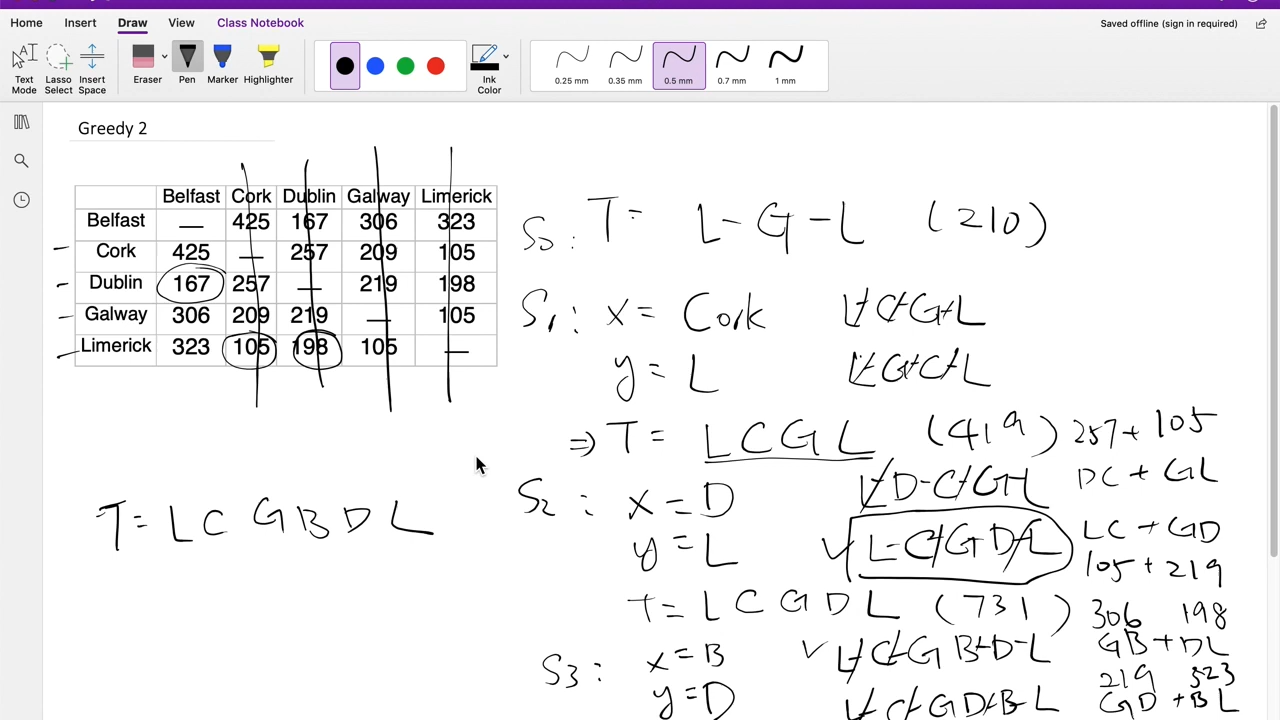 Home Insert Draw View Class Notebook Saved offline (sign in required)
Text Mode Lasso Select Insert Space Eraser Pen Marker Highlighter Ink Color 0.25 mm 0.35 mm 0.5 mm 0.7 mm 1 mm
Greedy 2
Belfast Cork Dublin Galway Limerick
Belfast — 425 167 306 323
Cork 425 — 257 209 105
Dublin 167 257 — 219 198
Galway 306 209 219 — 105
Limerick 323 105 198 105 —
T = L C G B D L
S0: T = L - G - L (210)
S1: x = Cork L C G L
y = L L G C L
⇒ T = L C G L (419) 257 + 105
DC + GL
S2: x = D L D - C G L
y = L ✓ L - C G D L LC + GD
105 + 219
T = L C G D L (731) 306 198
S3: x = B ✓ L C G B D - L GB + DL
219 323
y = D L C G D B - L GD + BL